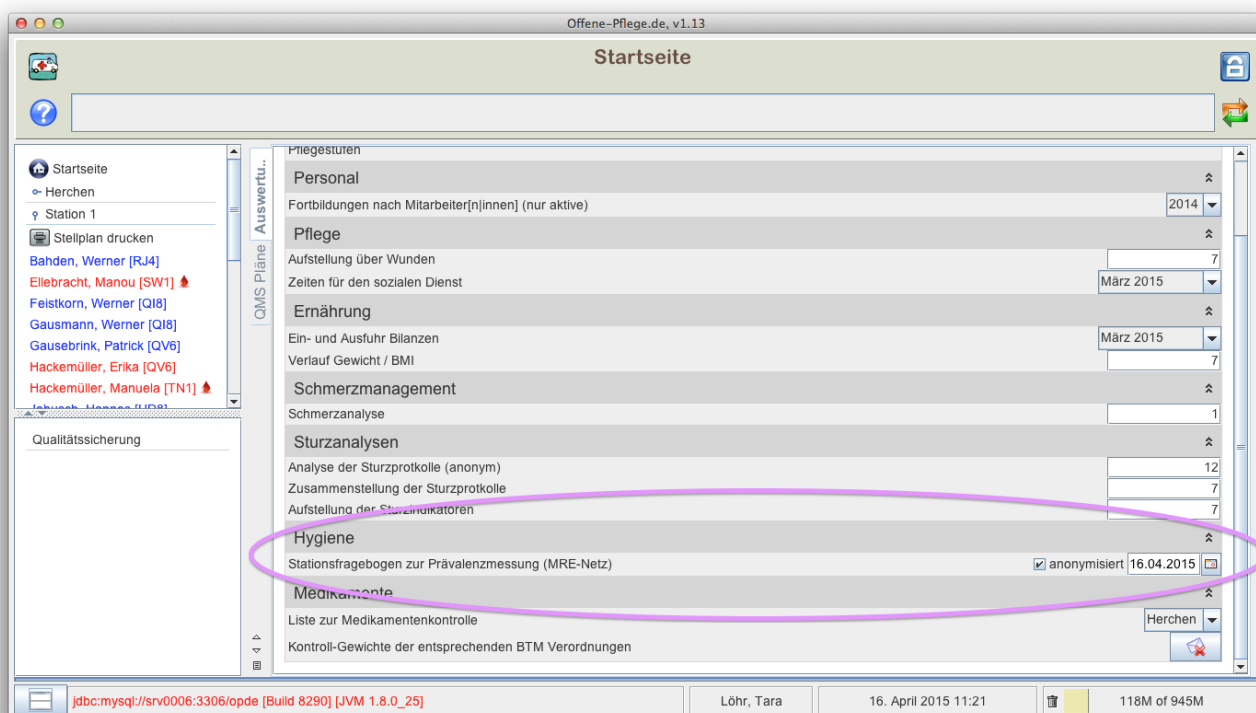 Offene-Pflege.de, v1.13
Startseite
Startseite
Herchen
Station 1
Stellplan drucken
Bahden, Werner [RJ4]
Ellebracht, Manou [SW1]
Feistkorn, Werner [QI8]
Gausmann, Werner [QI8]
Gausebrink, Patrick [QV6]
Hackemüller, Erika [QV6]
Hackemüller, Manuela [TN1]
Qualitätssicherung
Auswertu..
QMS Pläne
Pflegestufen
Personal
Fortbildungen nach Mitarbeiter[n|innen] (nur aktive) 2014
Pflege
Aufstellung über Wunden 7
Zeiten für den sozialen Dienst März 2015
Ernährung
Ein- und Ausfuhr Bilanzen März 2015
Verlauf Gewicht / BMI 7
Schmerzmanagement
Schmerzanalyse 1
Sturzanalysen
Analyse der Sturzprotkolle (anonym) 12
Zusammenstellung der Sturzprotkolle 7
Aufstellung der Sturzindikatoren 7
Hygiene
Stationsfragebogen zur Prävalenzmessung (MRE-Netz) anonymisiert 16.04.2015
Medikamente
Liste zur Medikamentenkontrolle Herchen
Kontroll-Gewichte der entsprechenden BTM Verordnungen
jdbc:mysql://srv0006:3306/opde [Build 8290] [JVM 1.8.0_25] Löhr, Tara 16. April 2015 11:21 118M of 945M